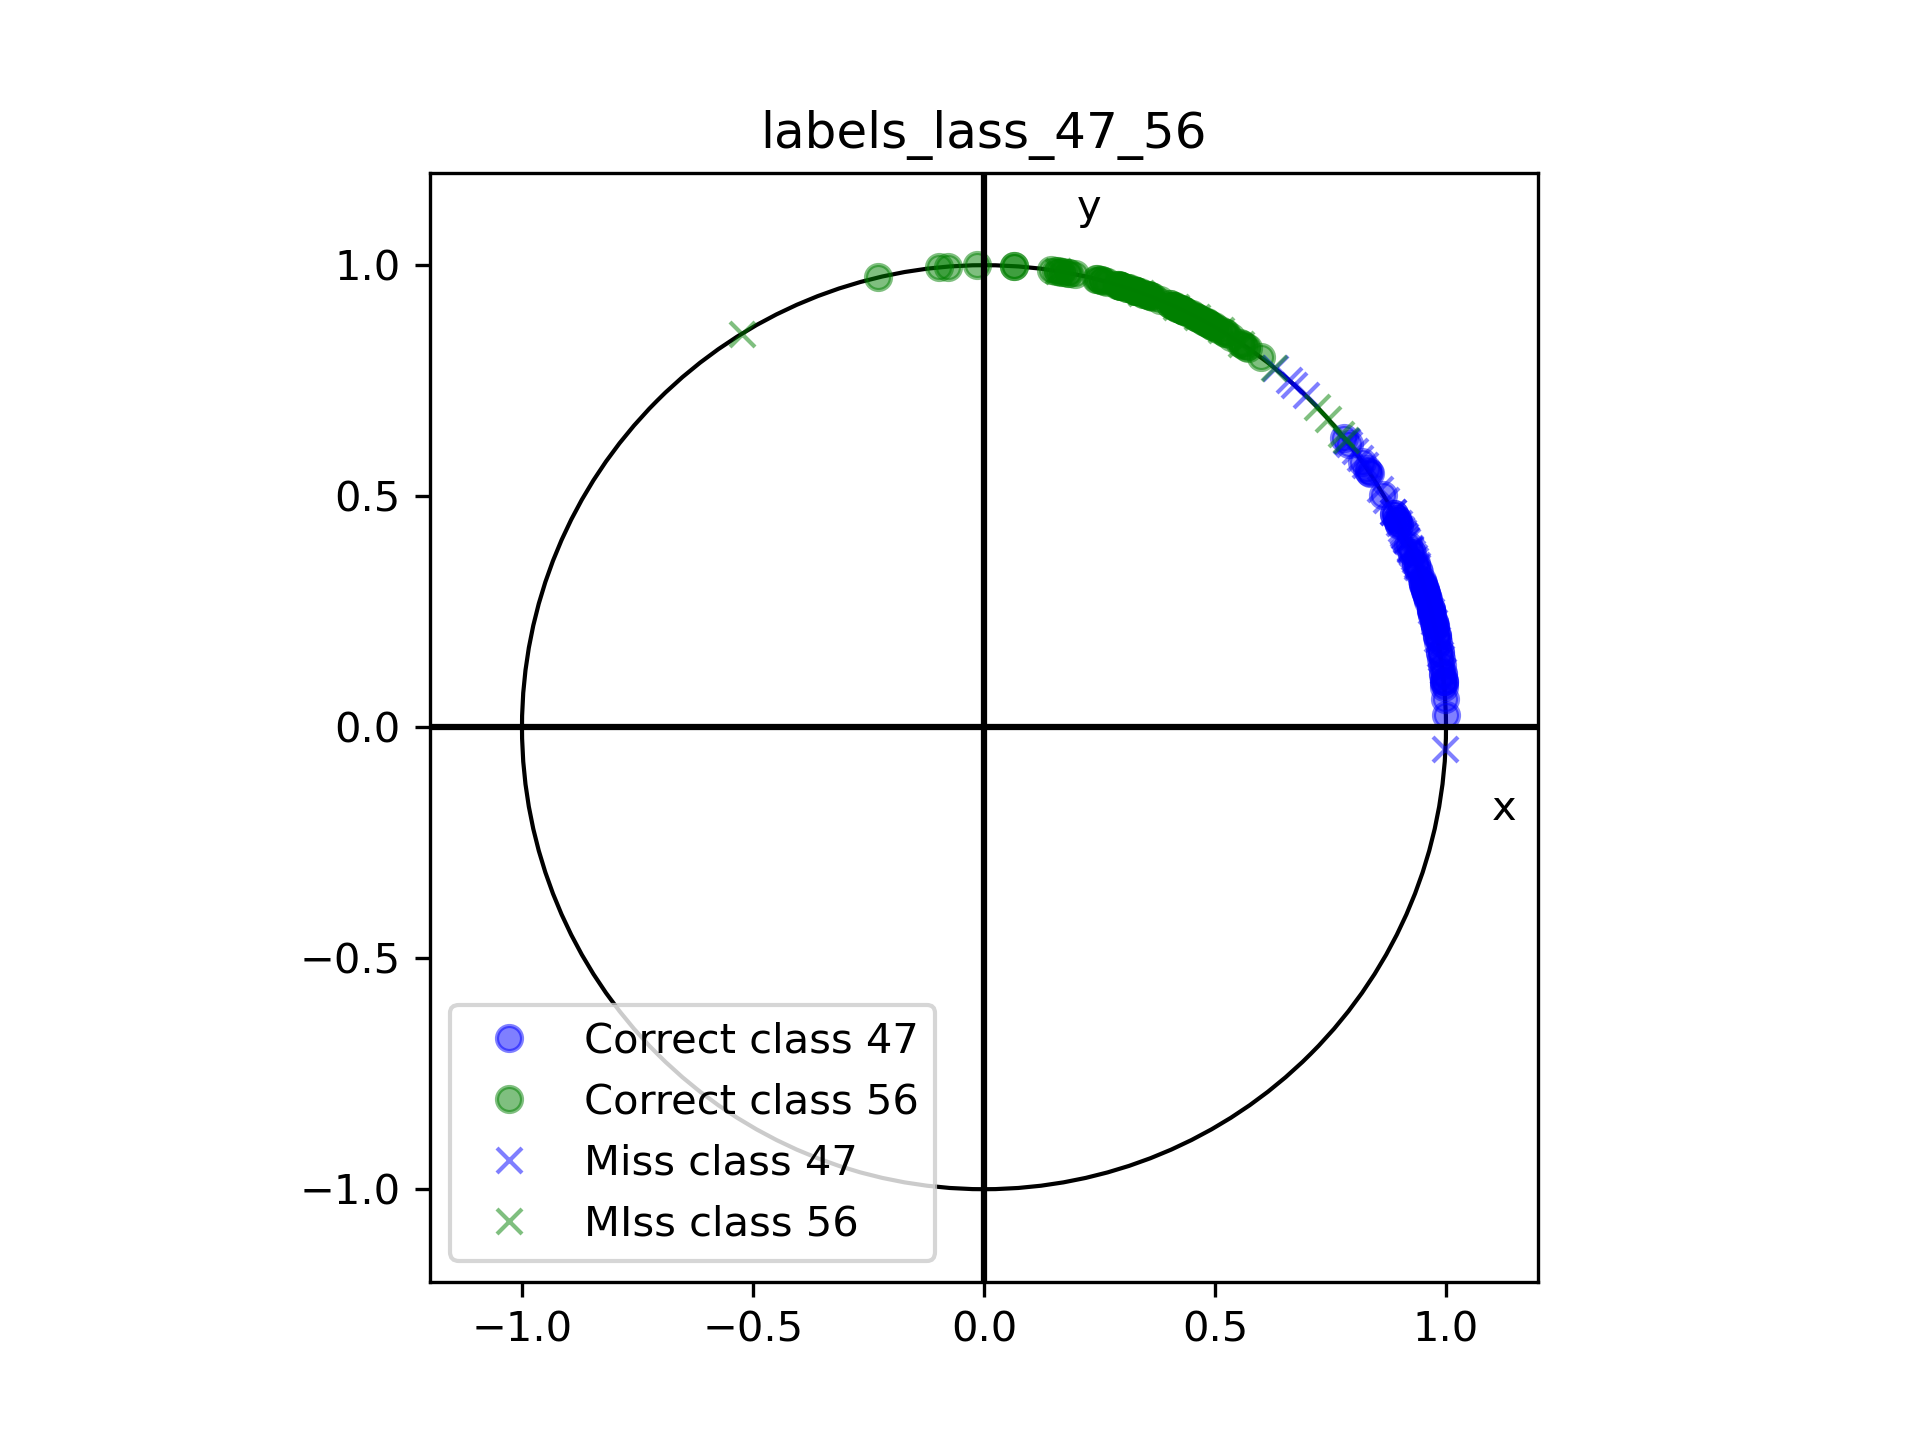 labels_lass_47_56
y
1.0
0.5
0.0
−0.5
−1.0
x
Correct class 47
Correct class 56
Miss class 47
MIss class 56
−1.0 −0.5 0.0 0.5 1.0